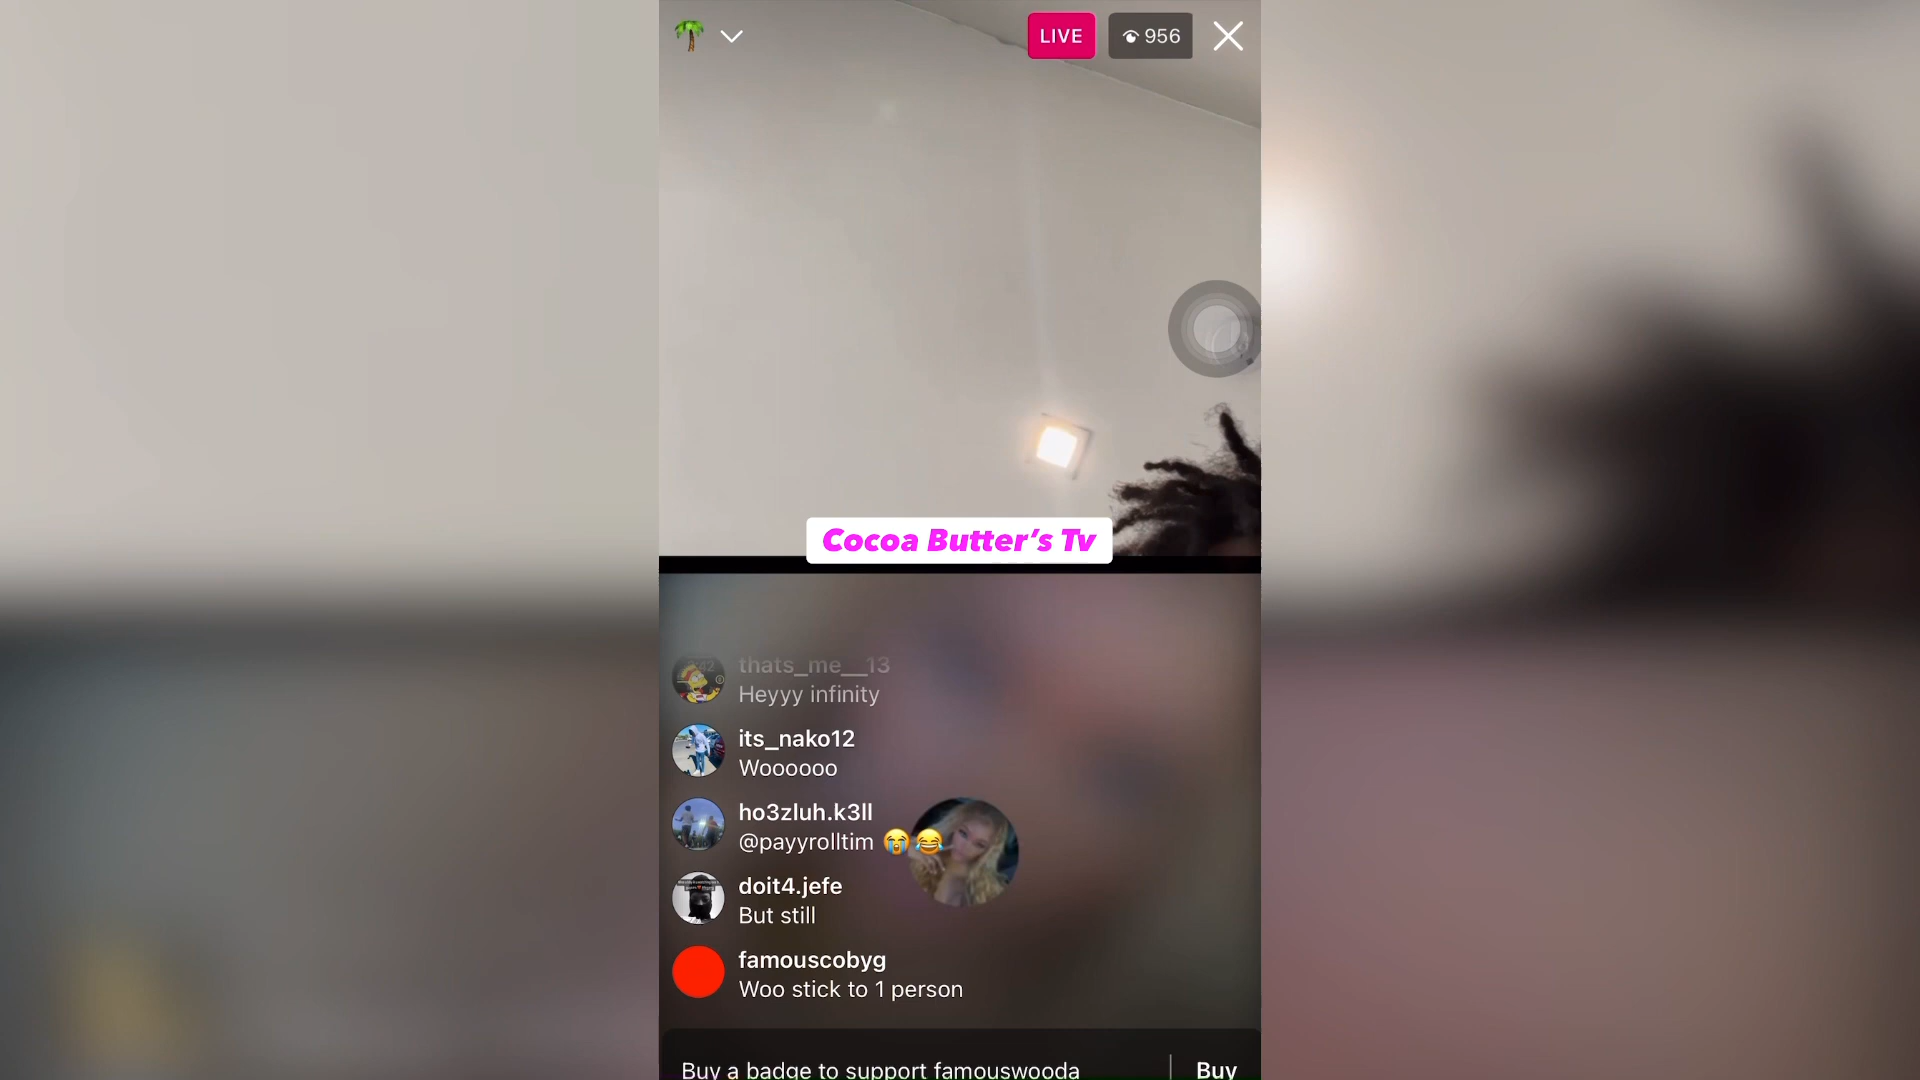 LIVE
956
Cocoa Butter's Tv
thats_me__13
Heyyy infinity
its_nako12
Woooooo
ho3zluh.k3ll
@payyrolltim 😭😂
doit4.jefe
But still
famouscobyg
Woo stick to 1 person
Buy a badge to support famouswooda
Buy